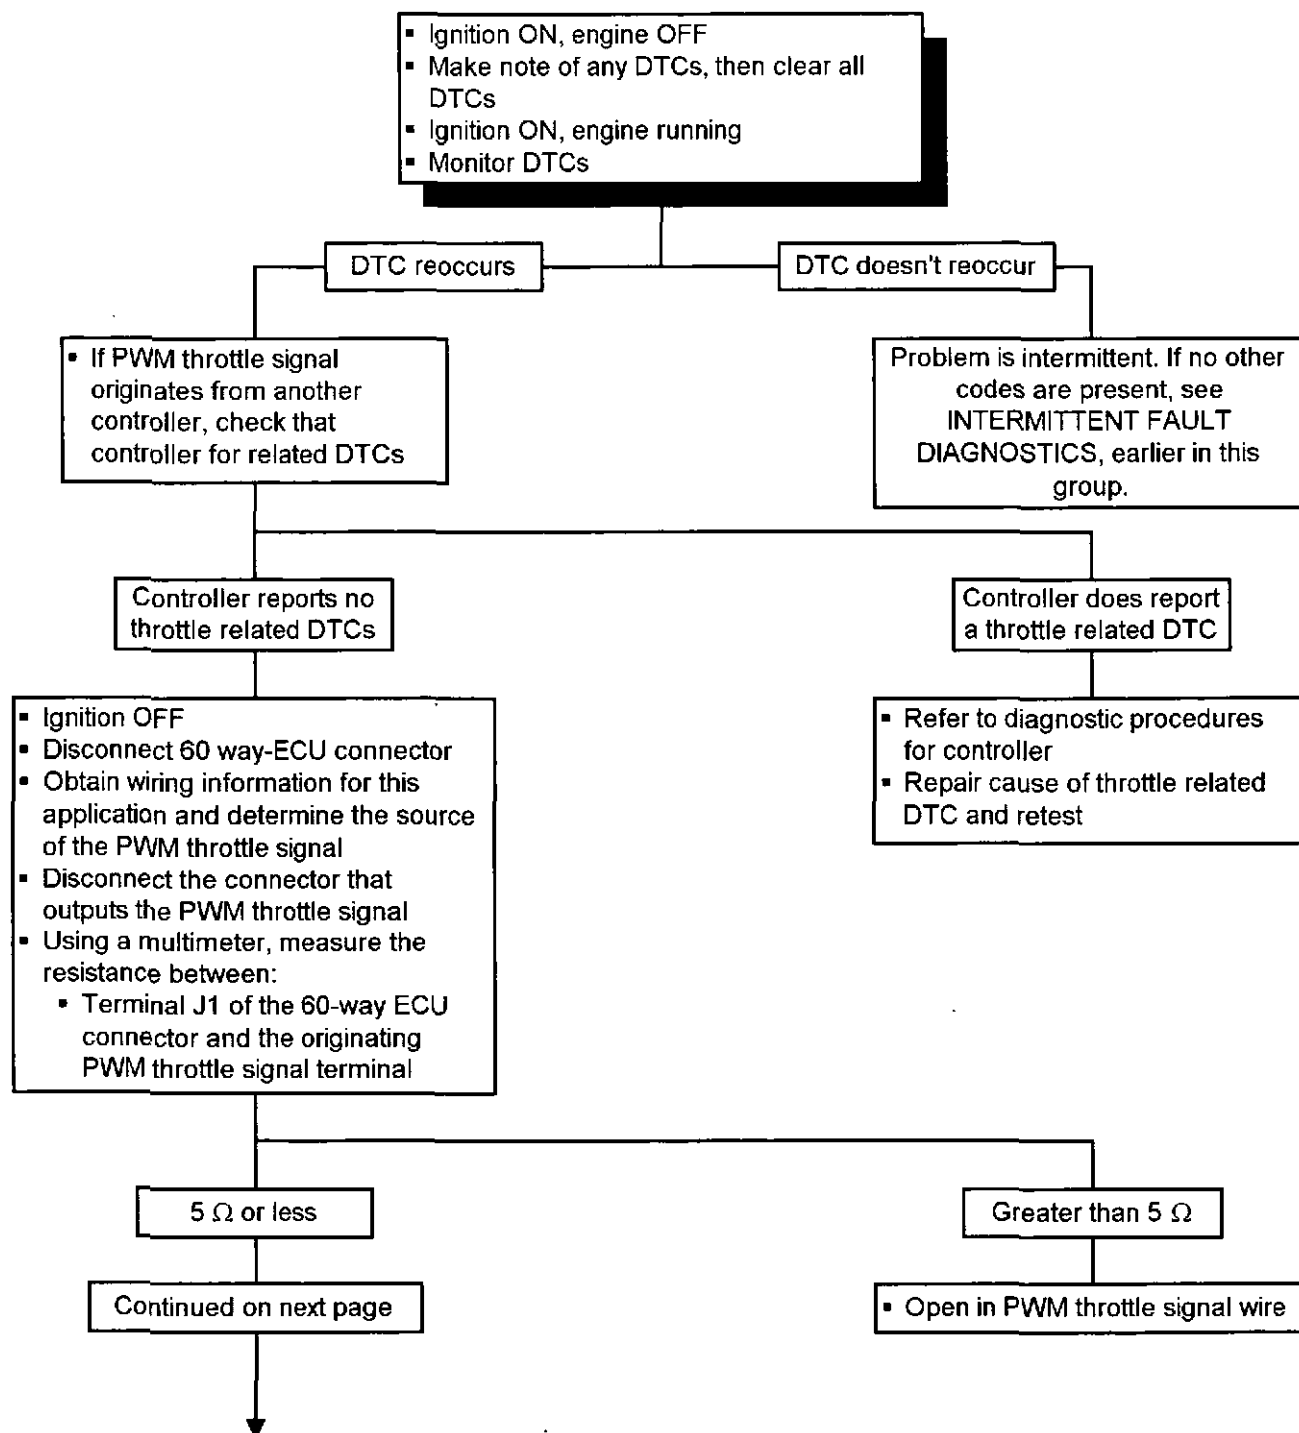 ▪ Ignition ON, engine OFF
▪ Make note of any DTCs, then clear all
DTCs
▪ Ignition ON, engine running
▪ Monitor DTCs
DTC reoccurs
DTC doesn't reoccur
▪ If PWM throttle signal
originates from another
controller, check that
controller for related DTCs
Problem is intermittent. If no other
codes are present, see
INTERMITTENT FAULT
DIAGNOSTICS, earlier in this
group.
Controller reports no
throttle related DTCs
Controller does report
a throttle related DTC
▪ Ignition OFF
▪ Disconnect 60 way-ECU connector
▪ Obtain wiring information for this
application and determine the source
of the PWM throttle signal
▪ Disconnect the connector that
outputs the PWM throttle signal
▪ Using a multimeter, measure the
resistance between:
▪ Terminal J1 of the 60-way ECU
connector and the originating
PWM throttle signal terminal
▪ Refer to diagnostic procedures
for controller
▪ Repair cause of throttle related
DTC and retest
5 Ω or less
Greater than 5 Ω
Continued on next page
▪ Open in PWM throttle signal wire